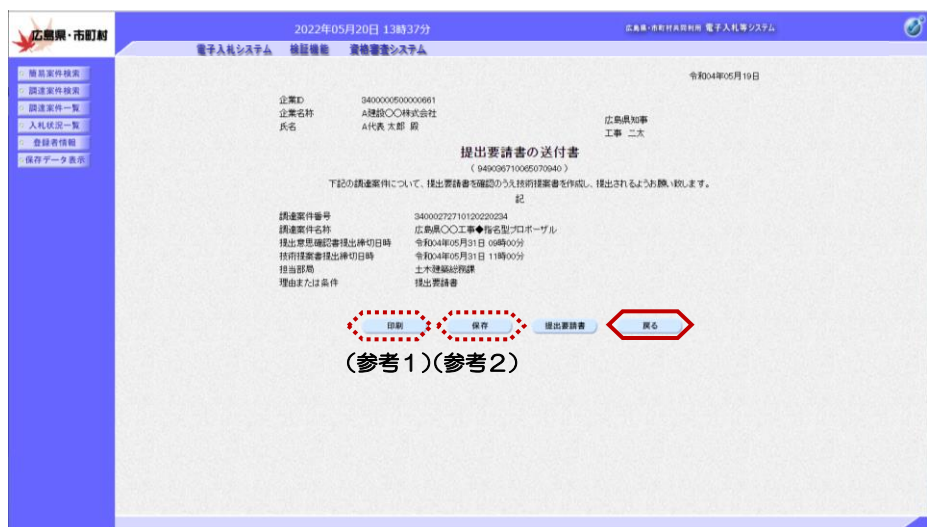 広島県・市町村
2022年05月20日 13時37分
広島県・市町村共同利用 電子入札等システム
電子入札システム 検証機能 資格審査システム
簡易案件検索
調達案件検索
調達案件一覧
入札状況一覧
登録者情報
保存データ表示
令和04年05月19日
企業ID 3400000500000661
企業名称 A建設〇〇株式会社
氏名 A代表 太郎 殿
広島県知事
工事 二太
提出要請書の送付書
( 949036710065070940 )
下記の調達案件について、提出要請書を確認のうえ技術提案書を作成し、提出されるようお願い致します。
記
調達案件番号 34000272710120220234
調達案件名称 広島県〇〇工事◆指名型プロポーザル
提出意思確認書提出締切日時 令和04年05月31日 09時00分
技術提案書提出締切日時 令和04年05月31日 11時00分
担当部局 土木建築総務課
理由または条件 提出要請書
印刷 保存 提出要請書 戻る
(参考1)(参考2)